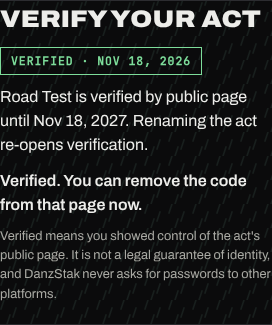 VERIFY YOUR ACT
VERIFIED · NOV 18, 2026
Road Test is verified by public page
until Nov 18, 2027. Renaming the act
re-opens verification.
Verified. You can remove the code
from that page now.
Verified means you showed control of the act's
public page. It is not a legal guarantee of identity,
and DanzStak never asks for passwords to other
platforms.